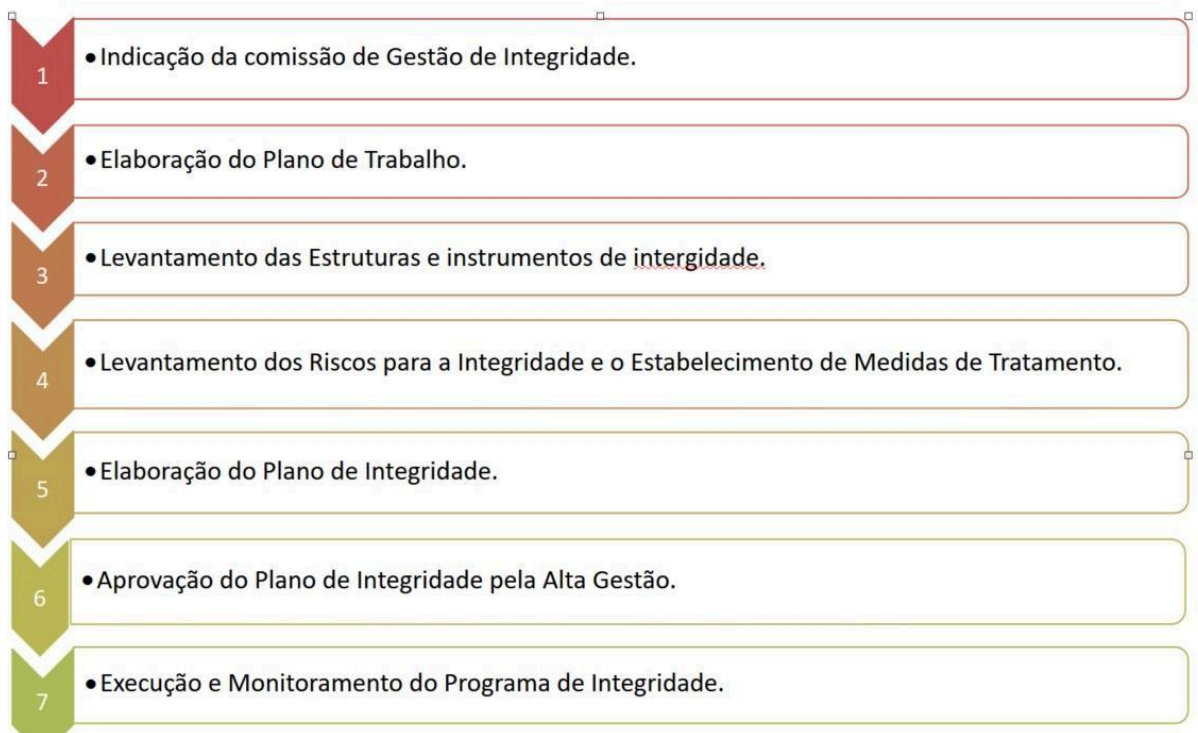 1
•Indicação da comissão de Gestão de Integridade.
2
•Elaboração do Plano de Trabalho.
3
•Levantamento das Estruturas e instrumentos de intergidade.
4
•Levantamento dos Riscos para a Integridade e o Estabelecimento de Medidas de Tratamento.
5
•Elaboração do Plano de Integridade.
6
•Aprovação do Plano de Integridade pela Alta Gestão.
7
•Execução e Monitoramento do Programa de Integridade.